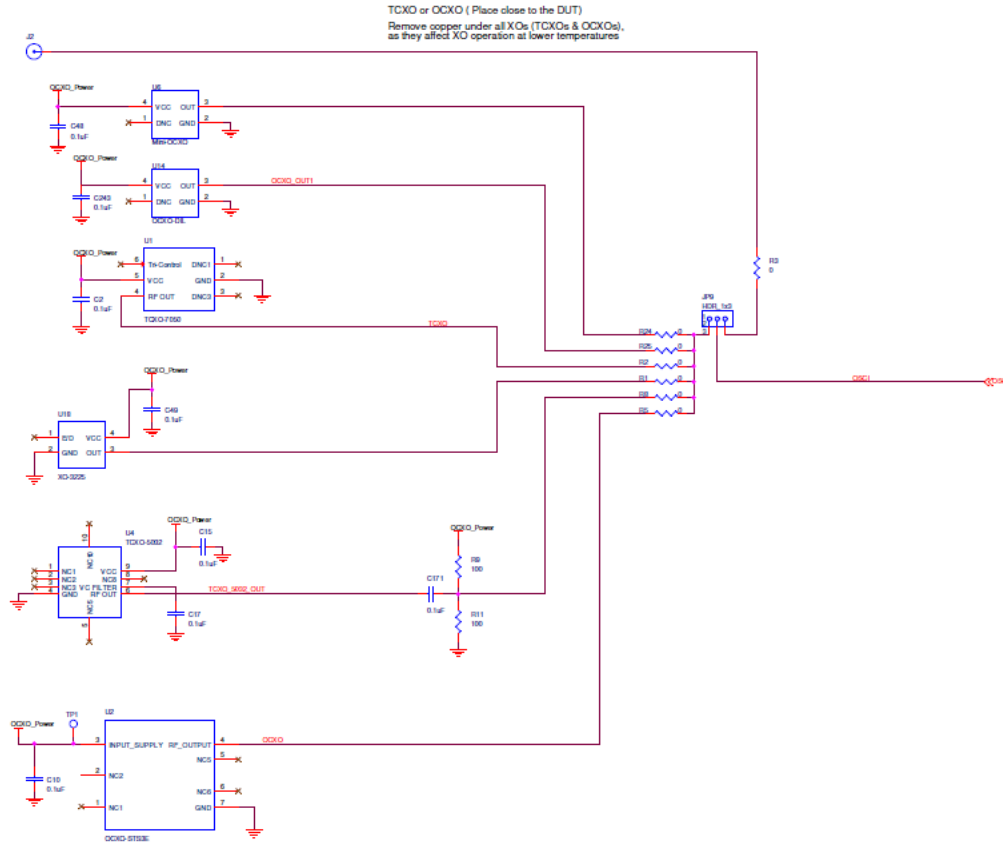 TCXO or OCXO ( Place close to the DUT)
Remove copper under all XOs (TCXOs & OCXOs),
as they affect XO operation at lower temperatures
J2
OCXO_Power
U6
4 VCC OUT 3
1 DNC GND 2
Mini-OCXO
C48
0.1uF
OCXO_Power
U14
4 VCC OUT 3
1 DNC GND 2
OCXO-DIL
OCXO_OUT1
C243
0.1uF
OCXO_Power
U1
6 Tri-Control DNC1 1
5 VCC GND 2
4 RF OUT DNC3 3
TCXO-7050
C2
0.1uF
TCXO
R3
0
JP9
HDR_1x3
R24 0
R25 0
R2 0
R1 0
R8 0
R5 0
OSCI
OCXO_Power
C49
0.1uF
U18
1 E/D VCC 4
2 GND OUT 3
XO-3225
OCXO_Power
U4
TCXO-5032
C15
0.1uF
10
NC10
1 NC1 VCC 9
2 NC2 NC8 8
3 NC3 VC FILTER 7
4 GND RF OUT 6
NC5
5
TCXO_5032_OUT
C17
0.1uF
C171
0.1uF
OCXO_Power
R9
100
R11
100
OCXO_Power
TP1
U2
3 INPUT_SUPPLY RF_OUTPUT 4
NC5 5
2 NC2
NC6 6
1 NC1 GND 7
OCXO-STS3E
C10
0.1uF
OCXO